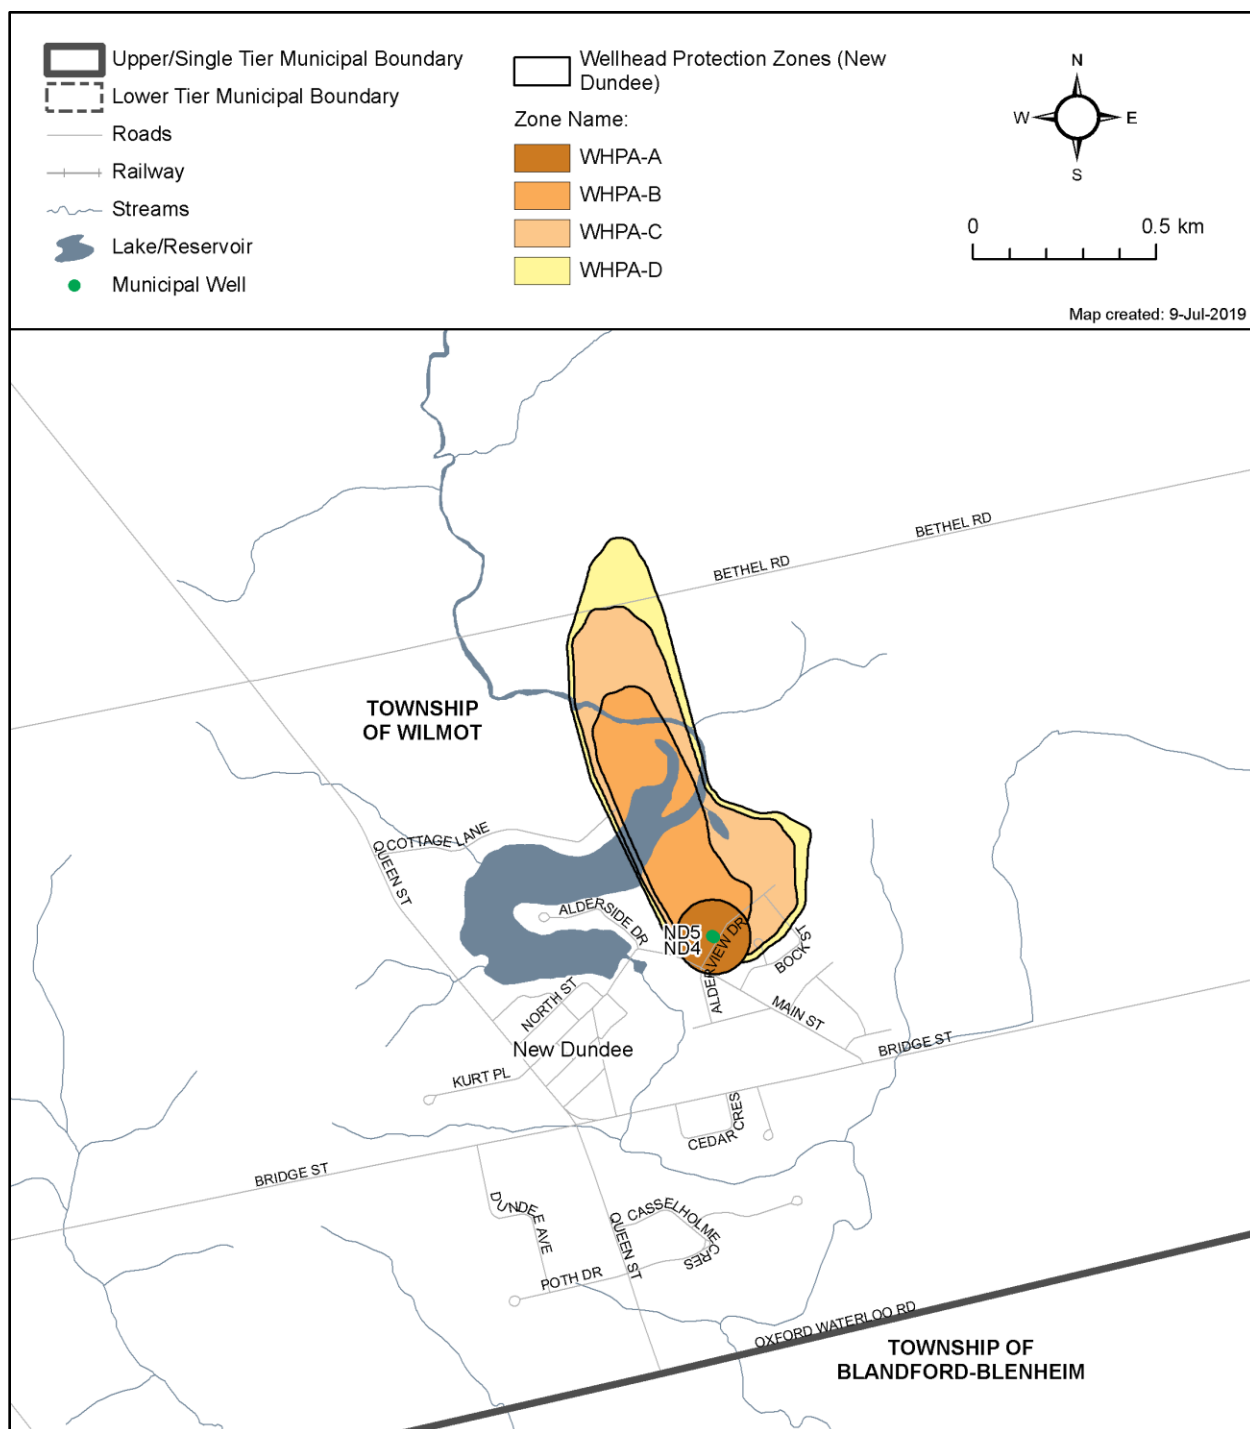 Upper/Single Tier Municipal Boundary
Lower Tier Municipal Boundary
Roads
Railway
Streams
Lake/Reservoir
Municipal Well
Wellhead Protection Zones (New
Dundee)
Zone Name:
WHPA-A
WHPA-B
WHPA-C
WHPA-D
N
W
E
S
0
0.5 km
Map created: 9-Jul-2019
BETHEL RD
BETHEL RD
TOWNSHIP
OF WILMOT
COTTAGE LANE
QUEEN ST
ALDERSIDE DR
ND5
ND4
ALDERVIEW DR
BOCK ST
NORTH ST
MAIN ST
New Dundee
BRIDGE ST
KURT PL
CEDAR CRES
BRIDGE ST
DUNDEE AVE
QUEEN ST
CASSELHOLME CRES
POTH DR
OXFORD WATERLOO RD
TOWNSHIP OF
BLANDFORD-BLENHEIM